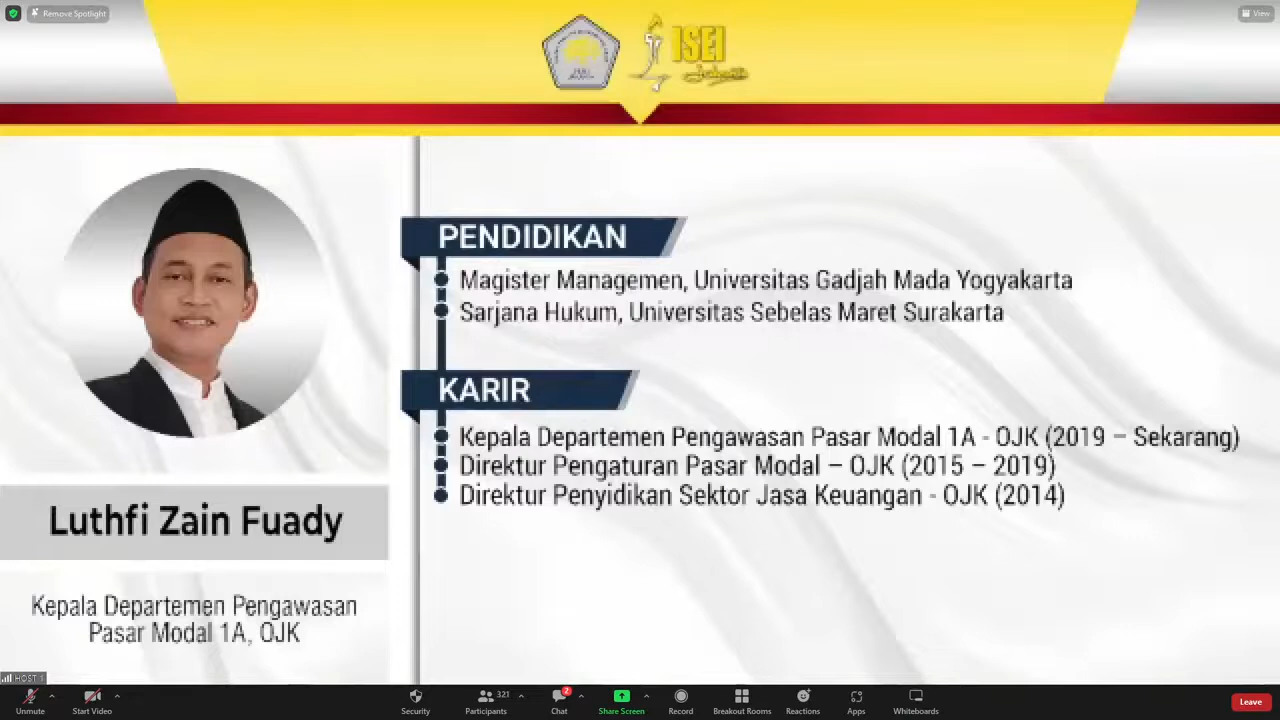 Remove Spotlight
View
ISEI
PENDIDIKAN
Magister Managemen, Universitas Gadjah Mada Yogyakarta
Sarjana Hukum, Universitas Sebelas Maret Surakarta
KARIR
Kepala Departemen Pengawasan Pasar Modal 1A - OJK (2019 – Sekarang)
Direktur Pengaturan Pasar Modal – OJK (2015 – 2019)
Direktur Penyidikan Sektor Jasa Keuangan - OJK (2014)
Luthfi Zain Fuady
Kepala Departemen Pengawasan
Pasar Modal 1A, OJK
HOST 1
Unmute
Start Video
Security
Participants
321
Chat
2
Share Screen
Record
Breakout Rooms
Reactions
Apps
Whiteboards
Leave